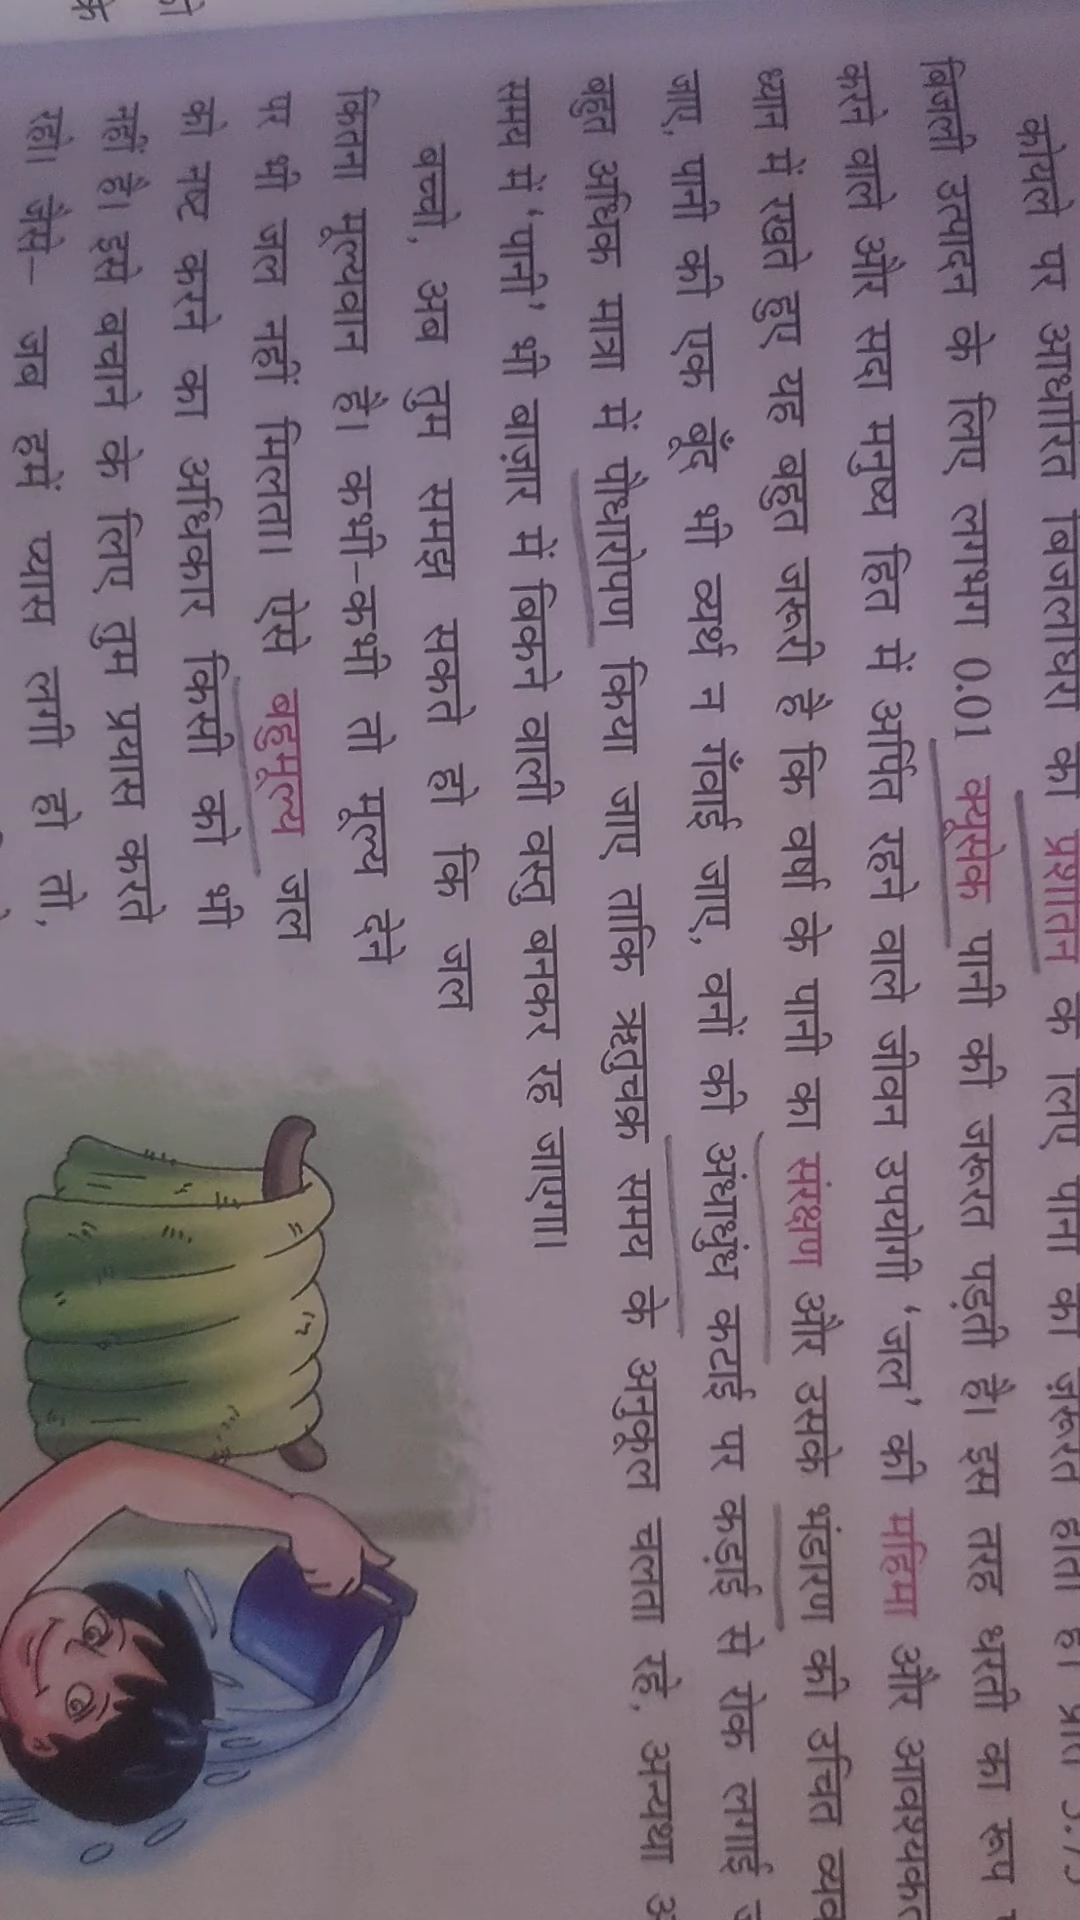 कोयले पर आधारित बिजलीघरों को प्रशीतन के लिए पानी की ज़रूरत होती है। प्रति 3.75
बिजली उत्पादन के लिए लगभग 0.01 क्यूसेक पानी की जरूरत पड़ती है। इस तरह धरती का रूप
करने वाले और सदा मनुष्य हित में अर्पित रहने वाले जीवन उपयोगी ‘जल’ की महिमा और
ध्यान में रखते हुए यह बहुत जरूरी है कि वर्षा के पानी का संरक्षण और उसके भंडारण की उचित
जाए, पानी की एक बूँद भी व्यर्थ न गँवाई जाए, वनों की अंधाधुंध कटाई पर कड़ाई से रोक लगाई
बहुत अधिक मात्रा में पौधारोपण किया जाए ताकि ऋतुचक्र समय के अनुकूल चलता रहे, अन्यथा
समय में ‘पानी’ भी बाज़ार में बिकने वाली वस्तु बनकर रह जाएगा।
बच्चो, अब तुम समझ सकते हो कि जल
कितना मूल्यवान है। कभी-कभी तो मूल्य देने
पर भी जल नहीं मिलता। ऐसे बहुमूल्य जल
को नष्ट करने का अधिकार किसी को भी
नहीं है। इसे बचाने के लिए तुम प्रयास करते
रहो। जैसे– जब हमें प्यास लगी हो तो,